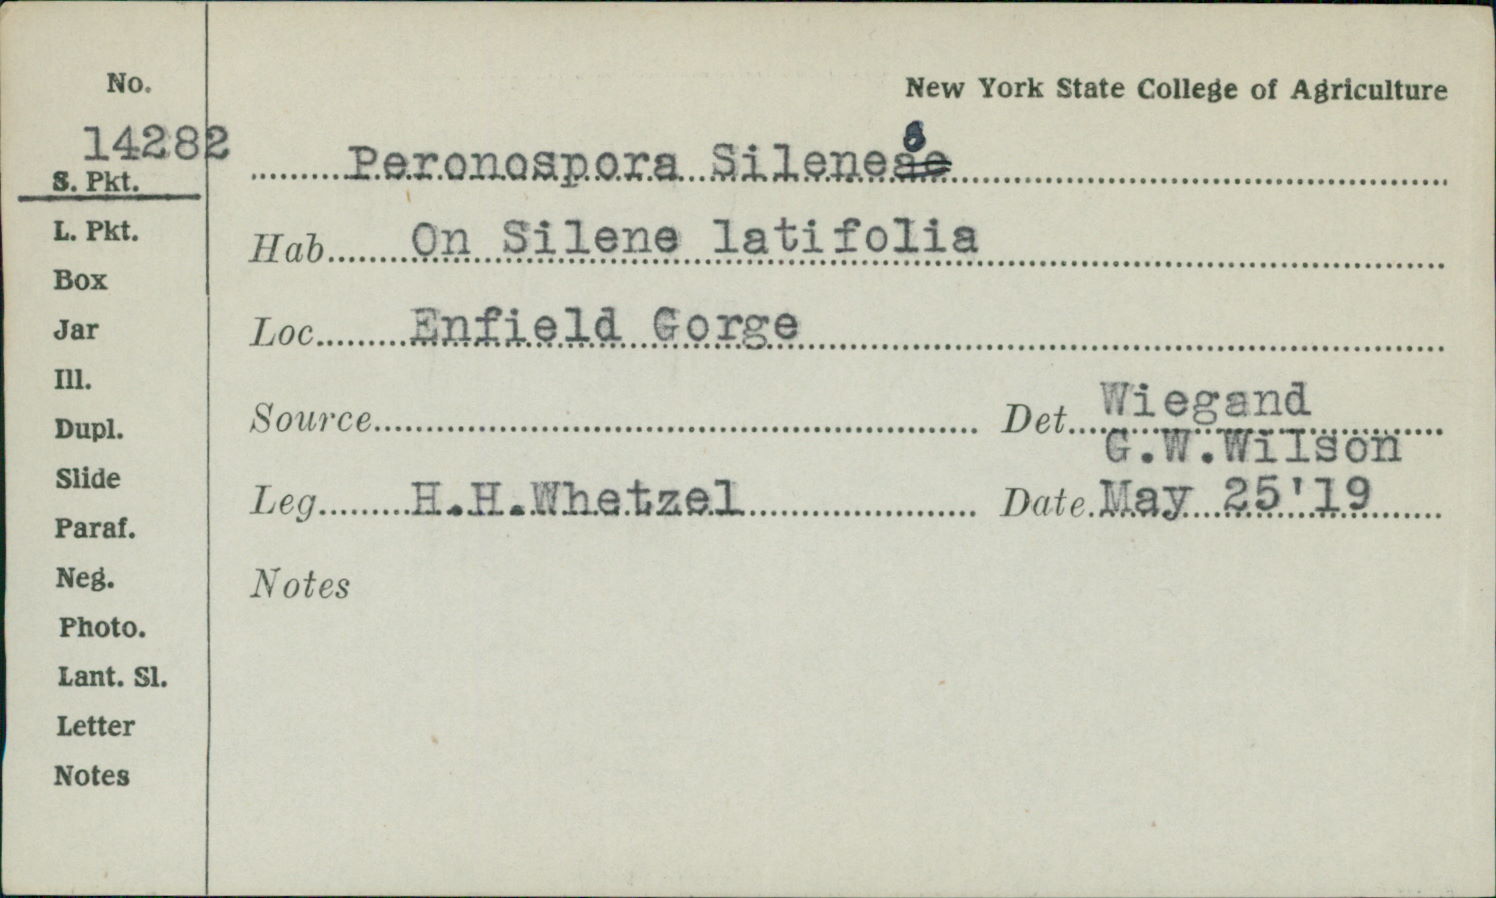 No.
New York State College of Agriculture
14282
Peronospora Silenes
S. Pkt.
L. Pkt.
Hab On Silene latifolia
Box
Loc Enfield Gorge
Jar
Ill.
Source Det Wiegand
G.W.Wilson
Dupl.
Slide
Leg H.H.Whetzel Date May 25'19
Paraf.
Neg.
Notes
Photo.
Lant. Sl.
Letter
Notes